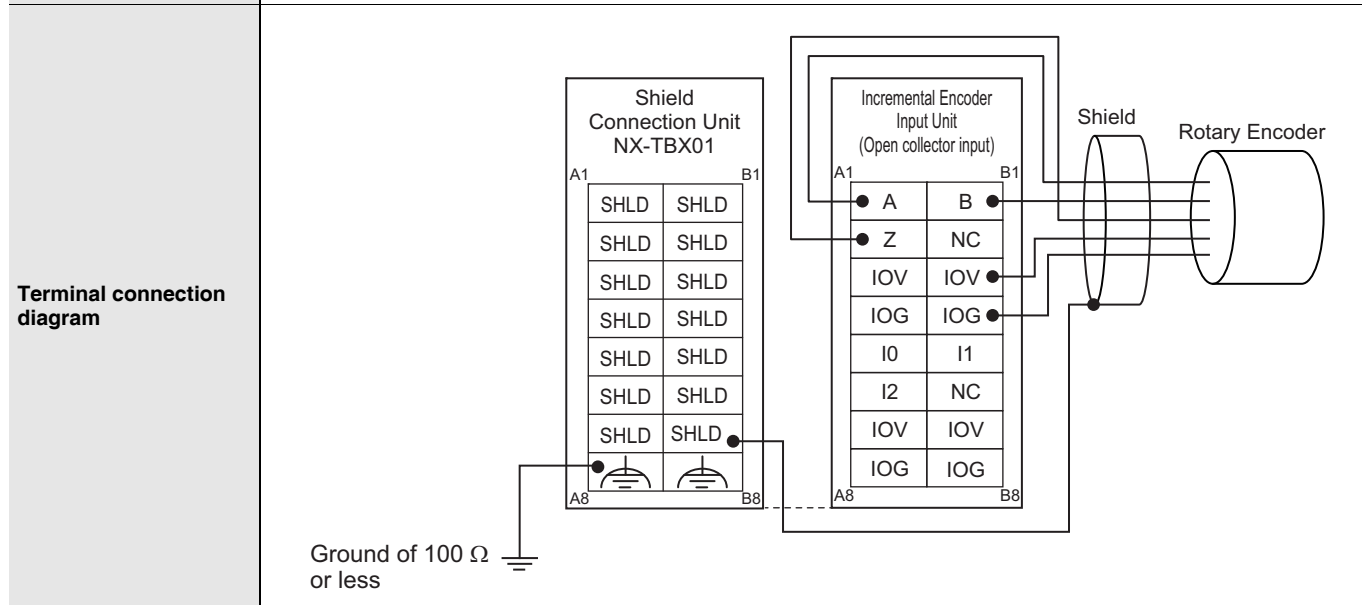 Terminal connection
diagram
Shield
Connection Unit
NX-TBX01
A1 B1
SHLD SHLD
SHLD SHLD
SHLD SHLD
SHLD SHLD
SHLD SHLD
SHLD SHLD
SHLD SHLD
A8 B8
Ground of 100 Ω
or less
Incremental Encoder
Input Unit
(Open collector input)
A1 B1
A B
Z NC
IOV IOV
IOG IOG
I0 I1
I2 NC
IOV IOV
IOG IOG
A8 B8
Shield
Rotary Encoder